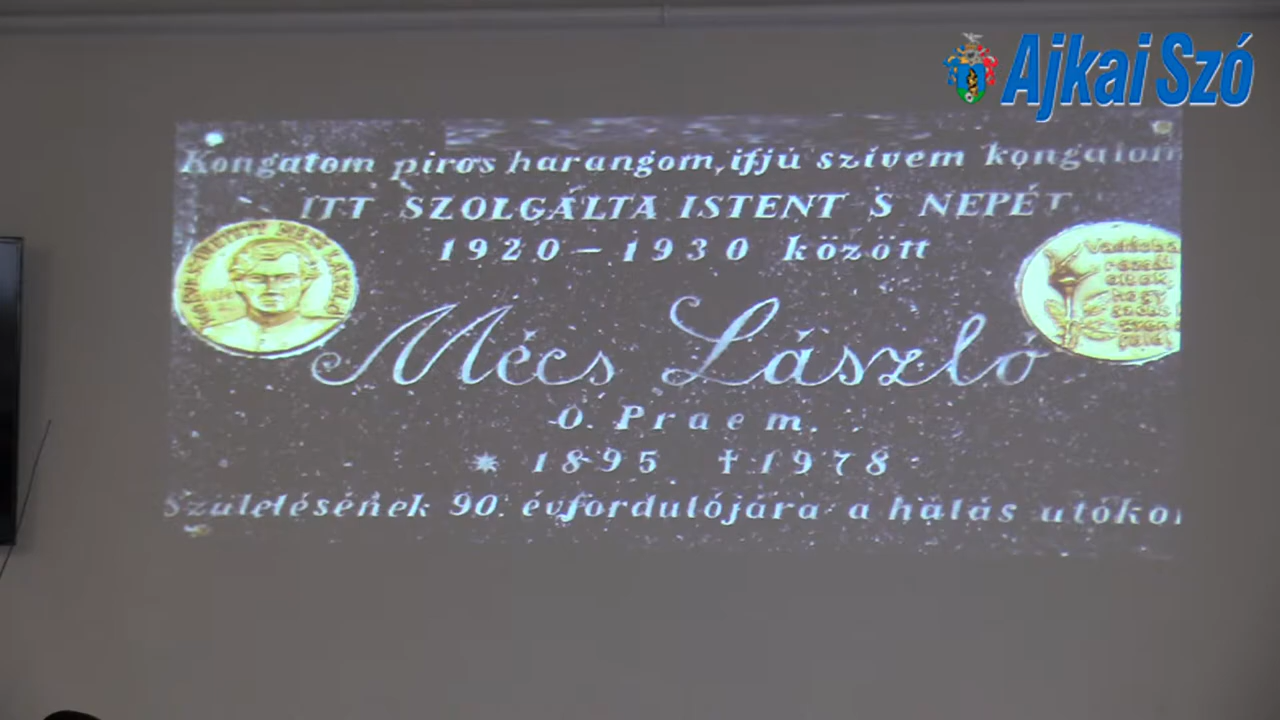 Ajkai Szó
Kongatom piros harangom, ifjú szívem kongatom
ITT SZOLGÁLTA ISTENT S NÉPÉT
1920 – 1930 között
Mécs László
O. Praem.
* 1895 †1978
Születésének 90. évfordulójára a hálás utókor